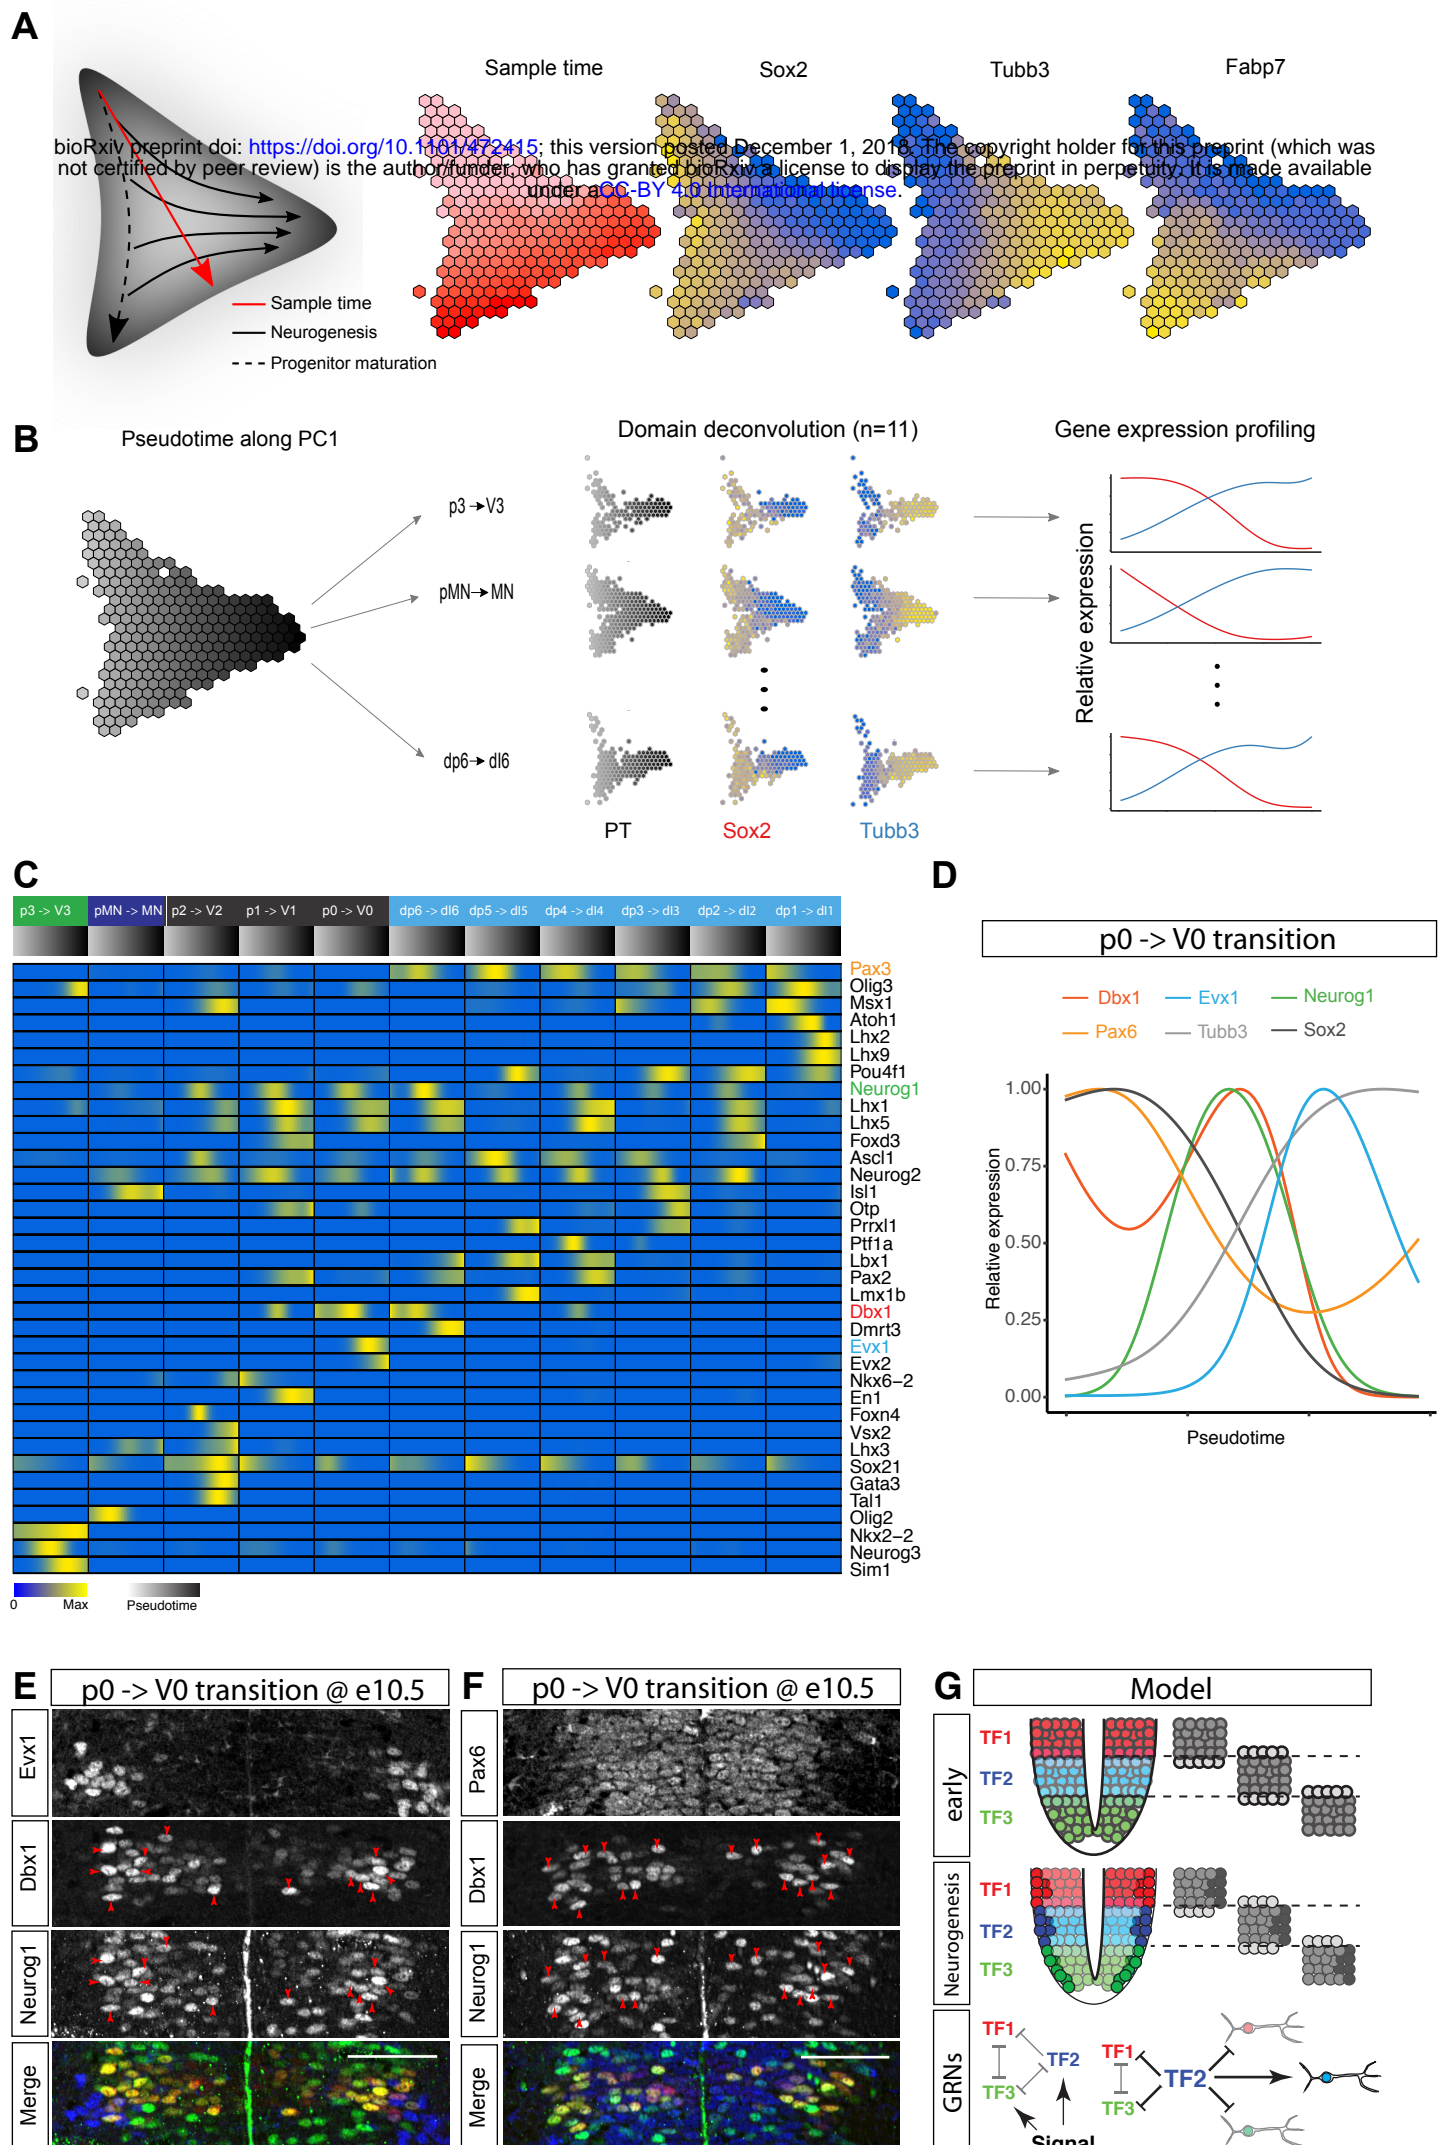 A
Sample time
Sox2
Tubb3
Fabp7
bioRxiv preprint doi: https://doi.org/10.1101/472415; this version posted December 1, 2018. The copyright holder for this preprint (which was
not certified by peer review) is the author/funder, who has granted bioRxiv a license to display the preprint in perpetuity. It is made available
under aCC-BY 4.0 International license.
Sample time
Neurogenesis
Progenitor maturation
B
Pseudotime along PC1
Domain deconvolution (n=11)
Gene expression profiling
p3→V3
pMN→MN
dp6→dI6
PT
Sox2
Tubb3
Relative expression
C
p3 -> V3
pMN -> MN
p2 -> V2
p1 -> V1
p0 -> V0
dp6 -> dI6
dp5 -> dI5
dp4 -> dI4
dp3 -> dI3
dp2 -> dI2
dp1 -> dI1
Pax3
Olig3
Msx1
Atoh1
Lhx2
Lhx9
Pou4f1
Neurog1
Lhx1
Lhx5
Foxd3
Ascl1
Neurog2
Isl1
Otp
Prrxl1
Ptf1a
Lbx1
Pax2
Lmx1b
Dbx1
Dmrt3
Evx1
Evx2
Nkx6−2
En1
Foxn4
Vsx2
Lhx3
Sox21
Gata3
Tal1
Olig2
Nkx2−2
Neurog3
Sim1
0
Max
Pseudotime
D
p0 -> V0 transition
Dbx1
Evx1
Neurog1
Pax6
Tubb3
Sox2
1.00
0.75
0.50
0.25
0.00
Relative expression
Pseudotime
E
p0 -> V0 transition @ e10.5
Evx1
Dbx1
Neurog1
Merge
F
p0 -> V0 transition @ e10.5
Pax6
Dbx1
Neurog1
Merge
G
Model
early
TF1
TF2
TF3
Neurogenesis
TF1
TF2
TF3
GRNs
TF1
TF2
TF3
Signal
TF1
TF2
TF3